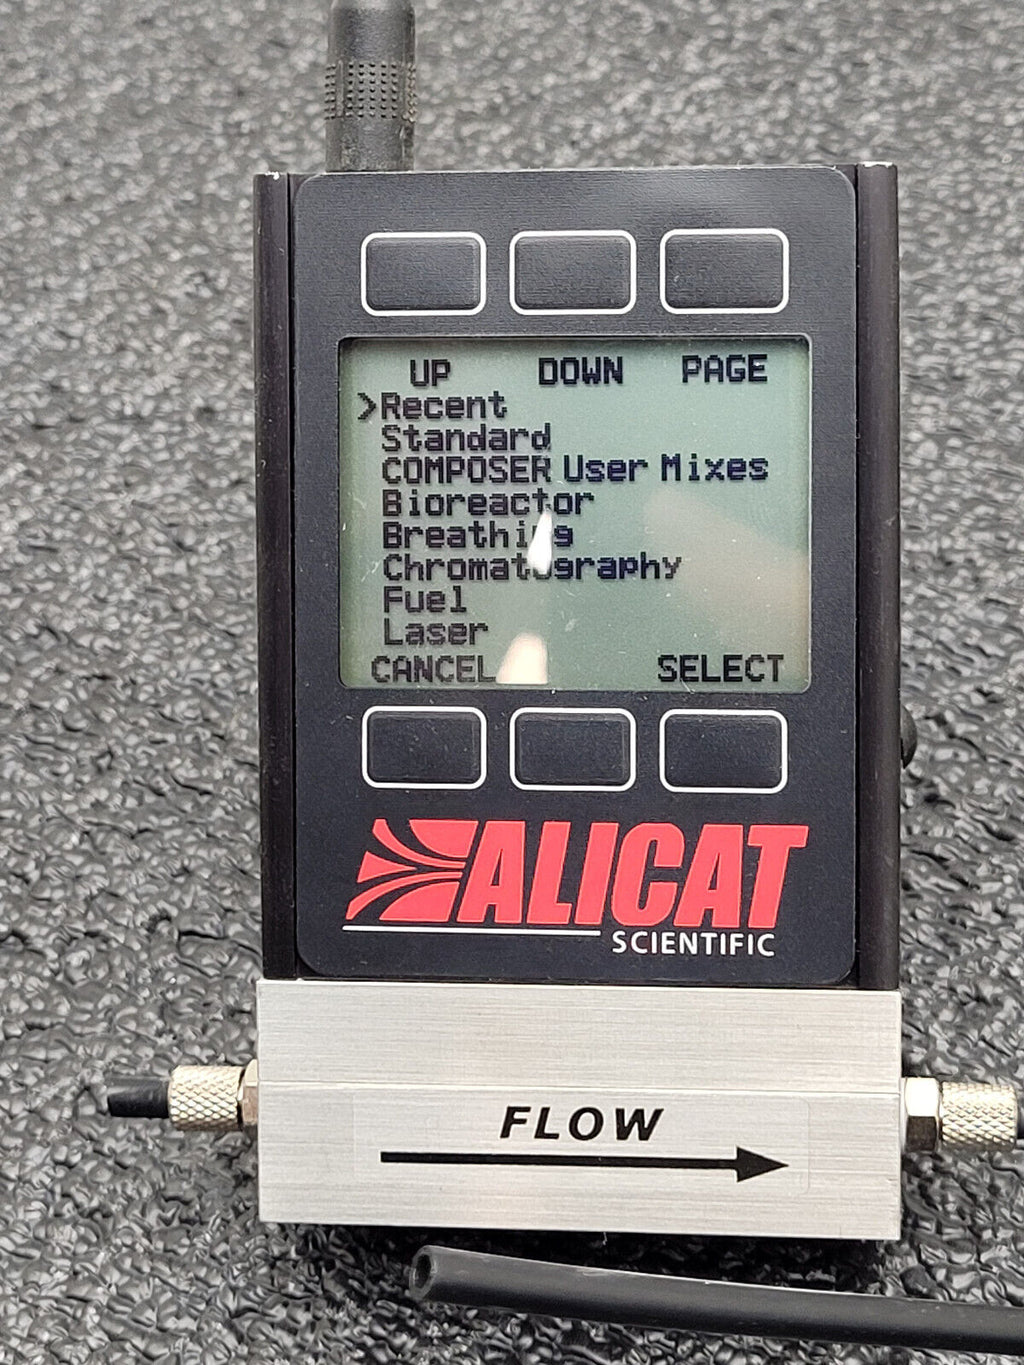 UP DOWN PAGE
>Recent
Standard
COMPOSER User Mixes
Bioreactor
Breathing
Chromatography
Fuel
Laser
CANCEL SELECT
ALICAT
SCIENTIFIC
FLOW